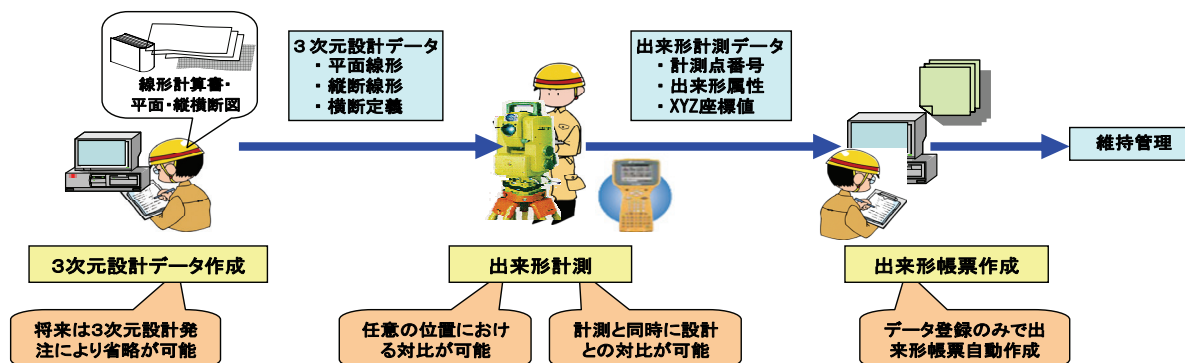 線形計算書・
平面・縦横断図
３次元設計データ
・平面線形
・縦断線形
・横断定義
出来形計測データ
・計測点番号
・出来形属性
・XYZ座標値
維持管理
３次元設計データ作成
出来形計測
出来形帳票作成
将来は３次元設計発
注により省略が可能
任意の位置におけ
る対比が可能
計測と同時に設計
との対比が可能
データ登録のみで出
来形帳票自動作成